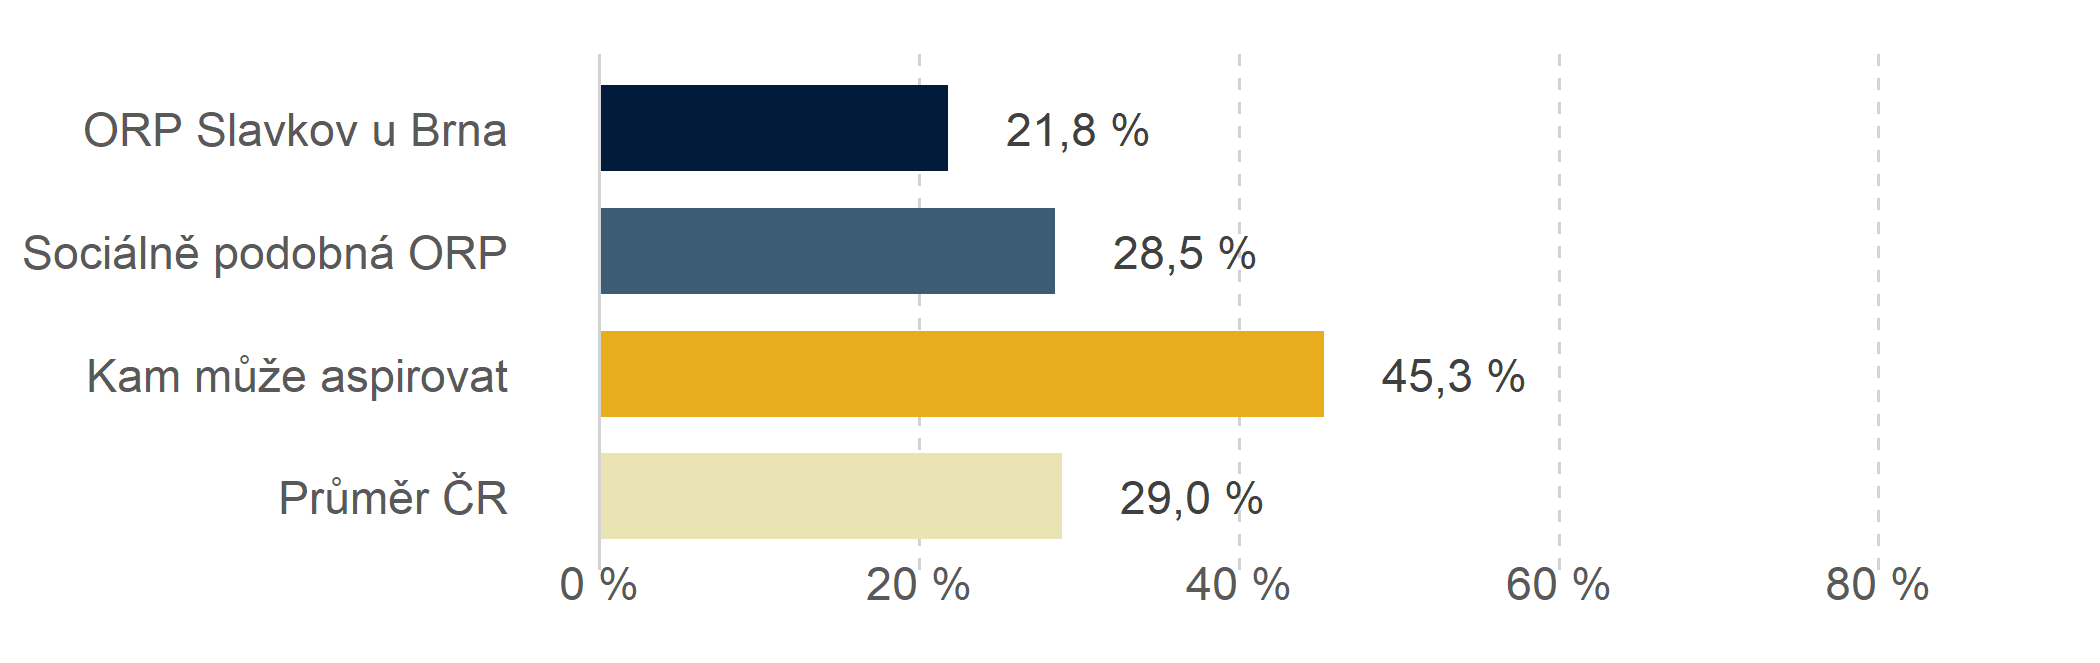 ORP Slavkov u Brna
21,8 %
Sociálně podobná ORP
28,5 %
Kam může aspirovat
45,3 %
Průměr ČR
29,0 %
0 %
20 %
40 %
60 %
80 %